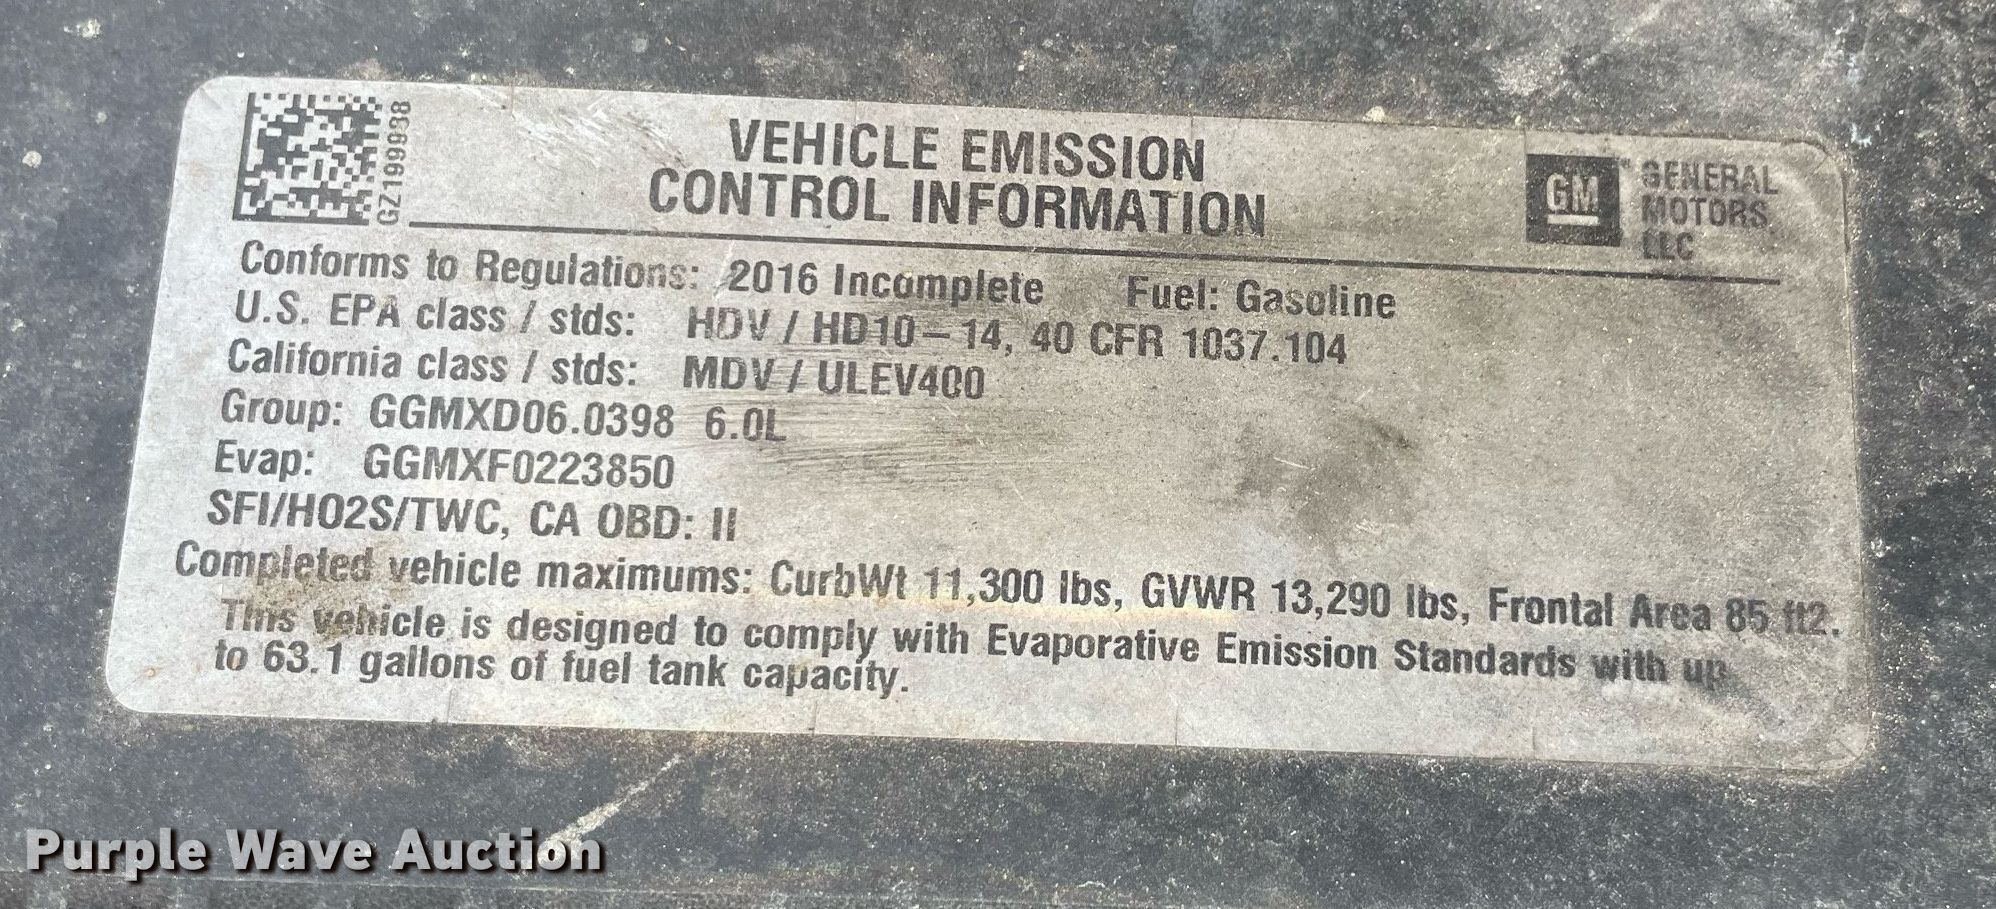 GZ199938
VEHICLE EMISSION
CONTROL INFORMATION
GM
GENERAL
MOTORS
LLC
Conforms to Regulations: 2016 Incomplete Fuel: Gasoline
U.S. EPA class / stds: HDV / HD10-14, 40 CFR 1037.104
California class / stds: MDV / ULEV400
Group: GGMXD06.0398 6.0L
Evap: GGMXF0223850
SFI/HO2S/TWC, CA OBD: II
Completed vehicle maximums: CurbWt 11,300 lbs, GVWR 13,290 lbs, Frontal Area 85 ft2.
This vehicle is designed to comply with Evaporative Emission Standards with up
to 63.1 gallons of fuel tank capacity.
Purple Wave Auction